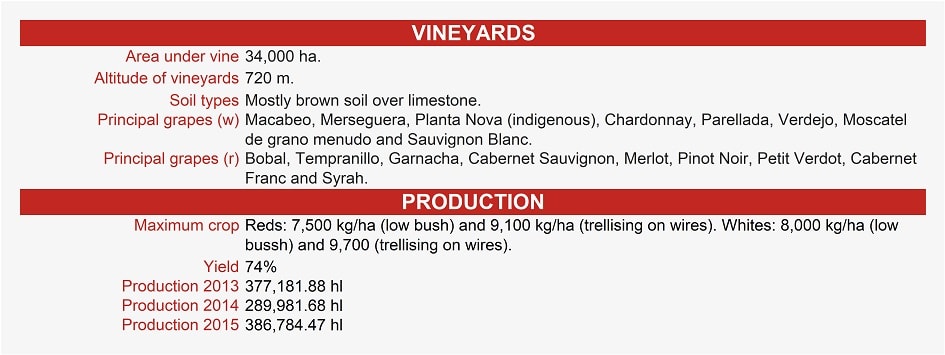 VINEYARDS
Area under vine 34,000 ha.
Altitude of vineyards 720 m.
Soil types Mostly brown soil over limestone.
Principal grapes (w) Macabeo, Merseguera, Planta Nova (indigenous), Chardonnay, Parellada, Verdejo, Moscatel
de grano menudo and Sauvignon Blanc.
Principal grapes (r) Bobal, Tempranillo, Garnacha, Cabernet Sauvignon, Merlot, Pinot Noir, Petit Verdot, Cabernet
Franc and Syrah.
PRODUCTION
Maximum crop Reds: 7,500 kg/ha (low bush) and 9,100 kg/ha (trellising on wires). Whites: 8,000 kg/ha (low
bussh) and 9,700 (trellising on wires).
Yield 74%
Production 2013 377,181.88 hl
Production 2014 289,981.68 hl
Production 2015 386,784.47 hl